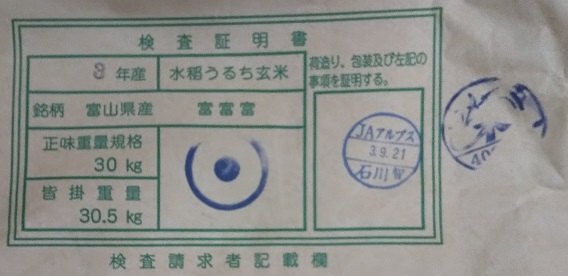 検査証明書
3 年産 水稲うるち玄米
銘柄 富山県産 富富富
正味重量規格
30 kg
皆掛重量
30.5 kg
荷造り、包装及び左記の
事項を証明する。
JAアルプス
3.9.21
石川
検査請求者記載欄